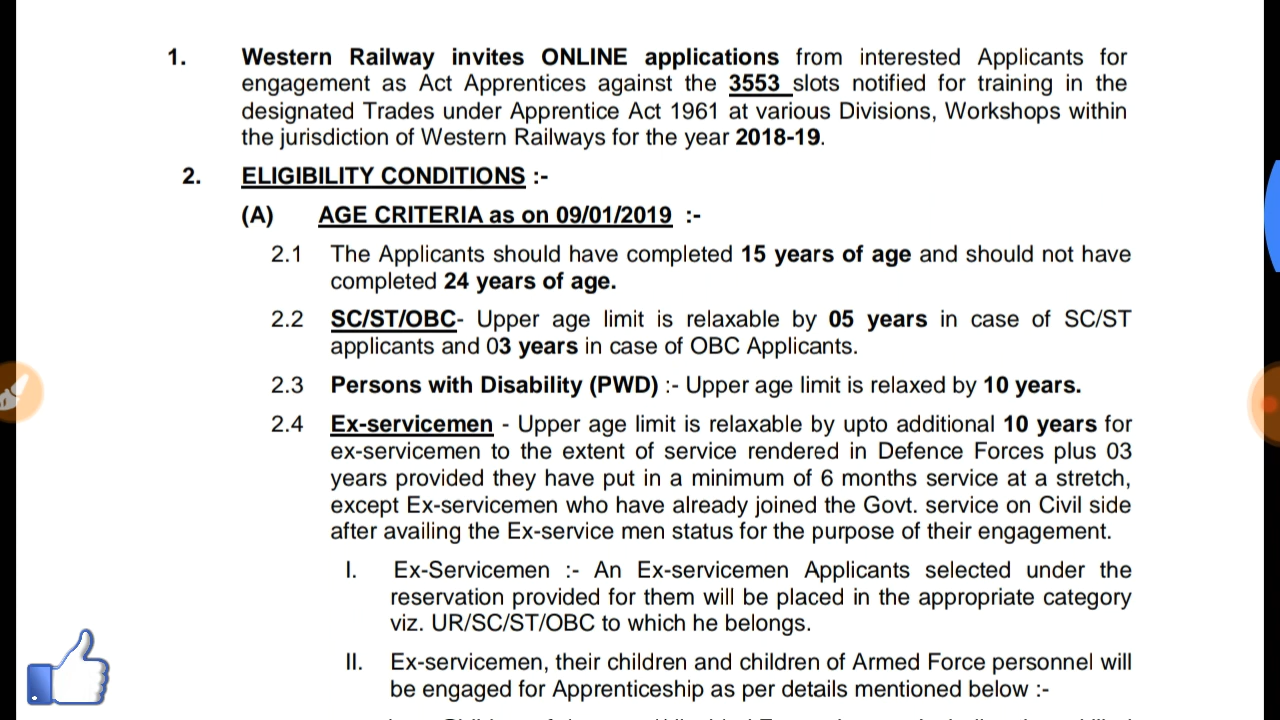 1. Western Railway invites ONLINE applications from interested Applicants for
engagement as Act Apprentices against the 3553 slots notified for training in the
designated Trades under Apprentice Act 1961 at various Divisions, Workshops within
the jurisdiction of Western Railways for the year 2018-19.
2. ELIGIBILITY CONDITIONS :-
(A) AGE CRITERIA as on 09/01/2019 :-
2.1 The Applicants should have completed 15 years of age and should not have
completed 24 years of age.
2.2 SC/ST/OBC- Upper age limit is relaxable by 05 years in case of SC/ST
applicants and 03 years in case of OBC Applicants.
2.3 Persons with Disability (PWD) :- Upper age limit is relaxed by 10 years.
2.4 Ex-servicemen - Upper age limit is relaxable by upto additional 10 years for
ex-servicemen to the extent of service rendered in Defence Forces plus 03
years provided they have put in a minimum of 6 months service at a stretch,
except Ex-servicemen who have already joined the Govt. service on Civil side
after availing the Ex-service men status for the purpose of their engagement.
I. Ex-Servicemen :- An Ex-servicemen Applicants selected under the
reservation provided for them will be placed in the appropriate category
viz. UR/SC/ST/OBC to which he belongs.
II. Ex-servicemen, their children and children of Armed Force personnel will
be engaged for Apprenticeship as per details mentioned below :-